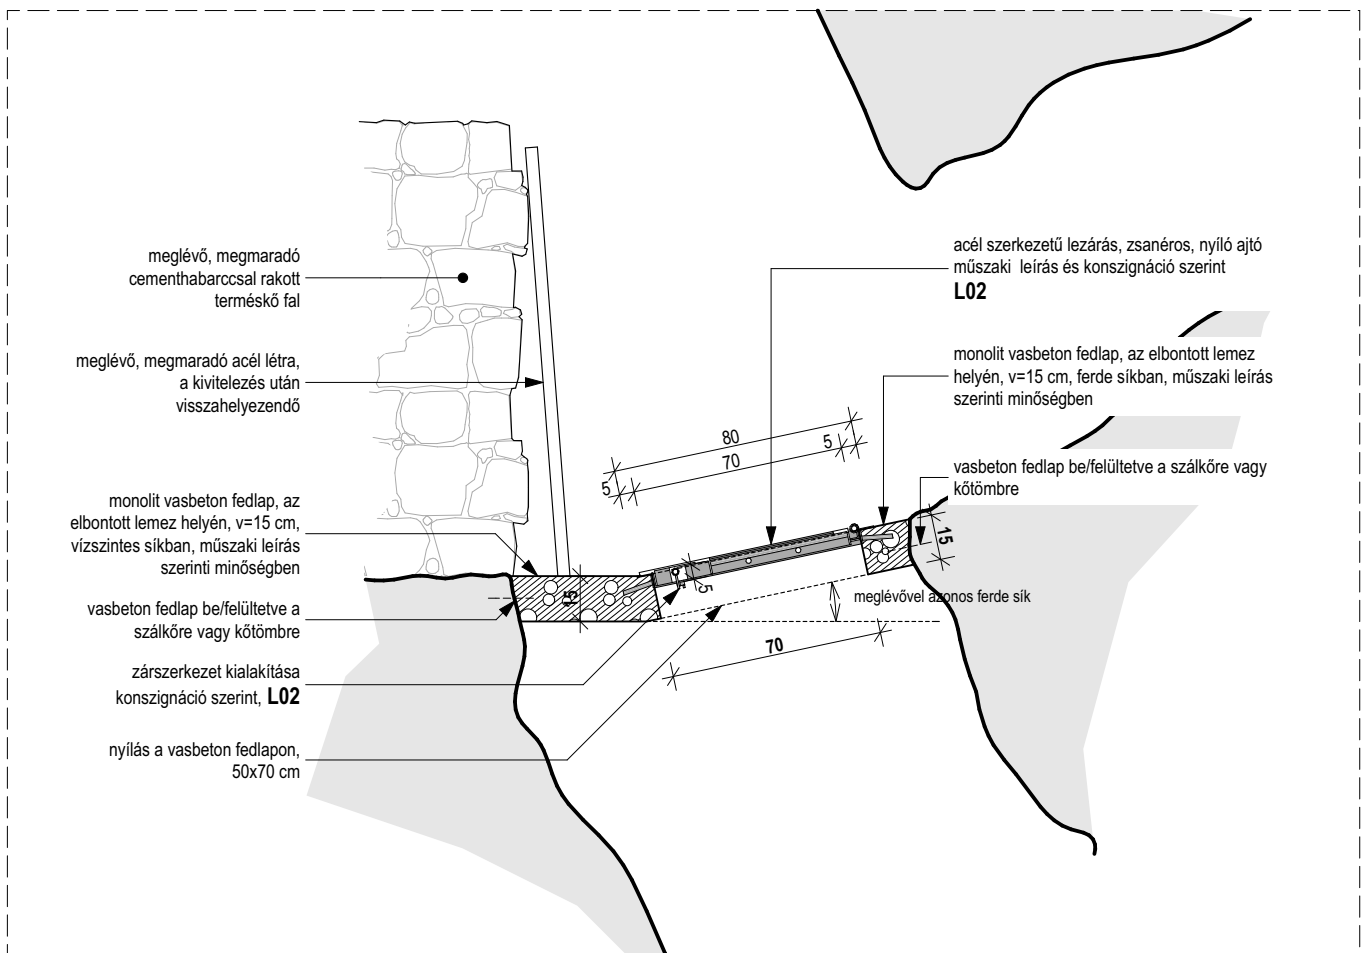 meglévő, megmaradó
cementhabarccsal rakott
terméskő fal
meglévő, megmaradó acél létra,
a kivitelezés után
visszahelyezendő
monolit vasbeton fedlap, az
elbontott lemez helyén, v=15 cm,
vízszintes síkban, műszaki leírás
szerinti minőségben
vasbeton fedlap be/felültetve a
szálkőre vagy kőtömbre
zárszerkezet kialakítása
konszignáció szerint, L02
nyílás a vasbeton fedlapon,
50x70 cm
acél szerkezetű lezárás, zsanéros, nyíló ajtó
műszaki leírás és konszignáció szerint
L02
monolit vasbeton fedlap, az elbontott lemez
helyén, v=15 cm, ferde síkban, műszaki leírás
szerinti minőségben
vasbeton fedlap be/felültetve a szálkőre vagy
kőtömbre
80
5 70 5
15
15
5
meglévővel azonos ferde sík
70